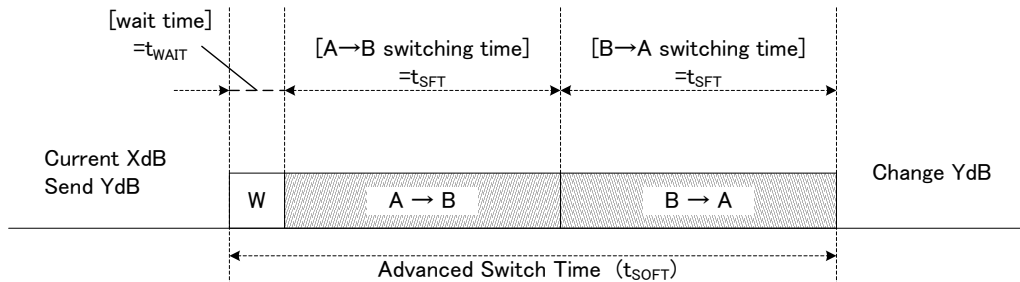 [wait time]
=tWAIT
[A→B switching time]
=tSFT
[B→A switching time]
=tSFT
Current XdB
Send YdB
W
A → B
B → A
Change YdB
Advanced Switch Time (tSOFT)